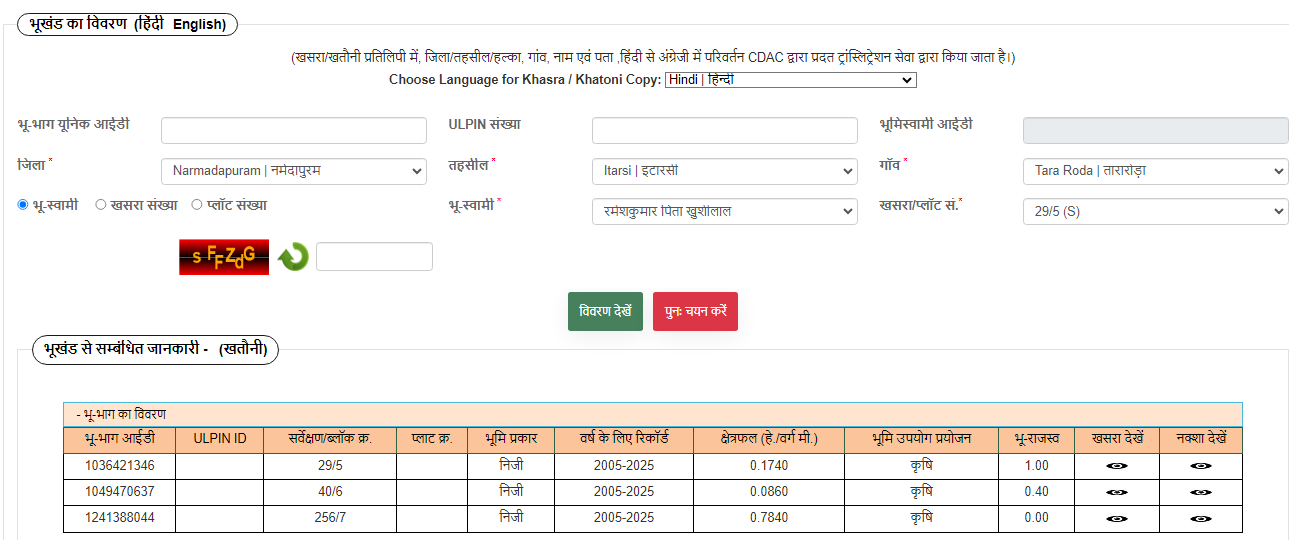 भूखंड का विवरण (हिंदी English)
(खसरा/खतौनी प्रतिलिपी में, जिला/तहसील/हल्का, गांव, नाम एवं पता ,हिंदी से अंग्रेजी में परिवर्तन CDAC द्वारा प्रदत ट्रांस्लिट्रेशन सेवा द्वारा किया जाता है।)
Choose Language for Khasra / Khatoni Copy: Hindi | हिन्दी
भू-भाग यूनिक आईडी ULPIN संख्या भूमिस्वामी आईडी
जिला * Narmadapuram | नर्मदापुरम तहसील * Itarsi | इटारसी गाँव * Tara Roda | तारारोड़ा
भू-स्वामी खसरा संख्या प्लॉट संख्या भू-स्वामी * रमेशकुमार पिता खुशीलाल खसरा/प्लॉट सं.* 29/5 (S)
s F F Z d G
विवरण देखें पुनः चयन करें
भूखंड से सम्बंधित जानकारी - (खतौनी)
- भू-भाग का विवरण
भू-भाग आईडी ULPIN ID सर्वेक्षण/ब्लॉक क्र. प्लाट क्र. भूमि प्रकार वर्ष के लिए रिकॉर्ड क्षेत्रफल (हे./वर्ग मी.) भूमि उपयोग प्रयोजन भू-राजस्व खसरा देखें नक्शा देखें
1036421346 29/5 निजी 2005-2025 0.1740 कृषि 1.00
1049470637 40/6 निजी 2005-2025 0.0860 कृषि 0.40
1241388044 256/7 निजी 2005-2025 0.7840 कृषि 0.00